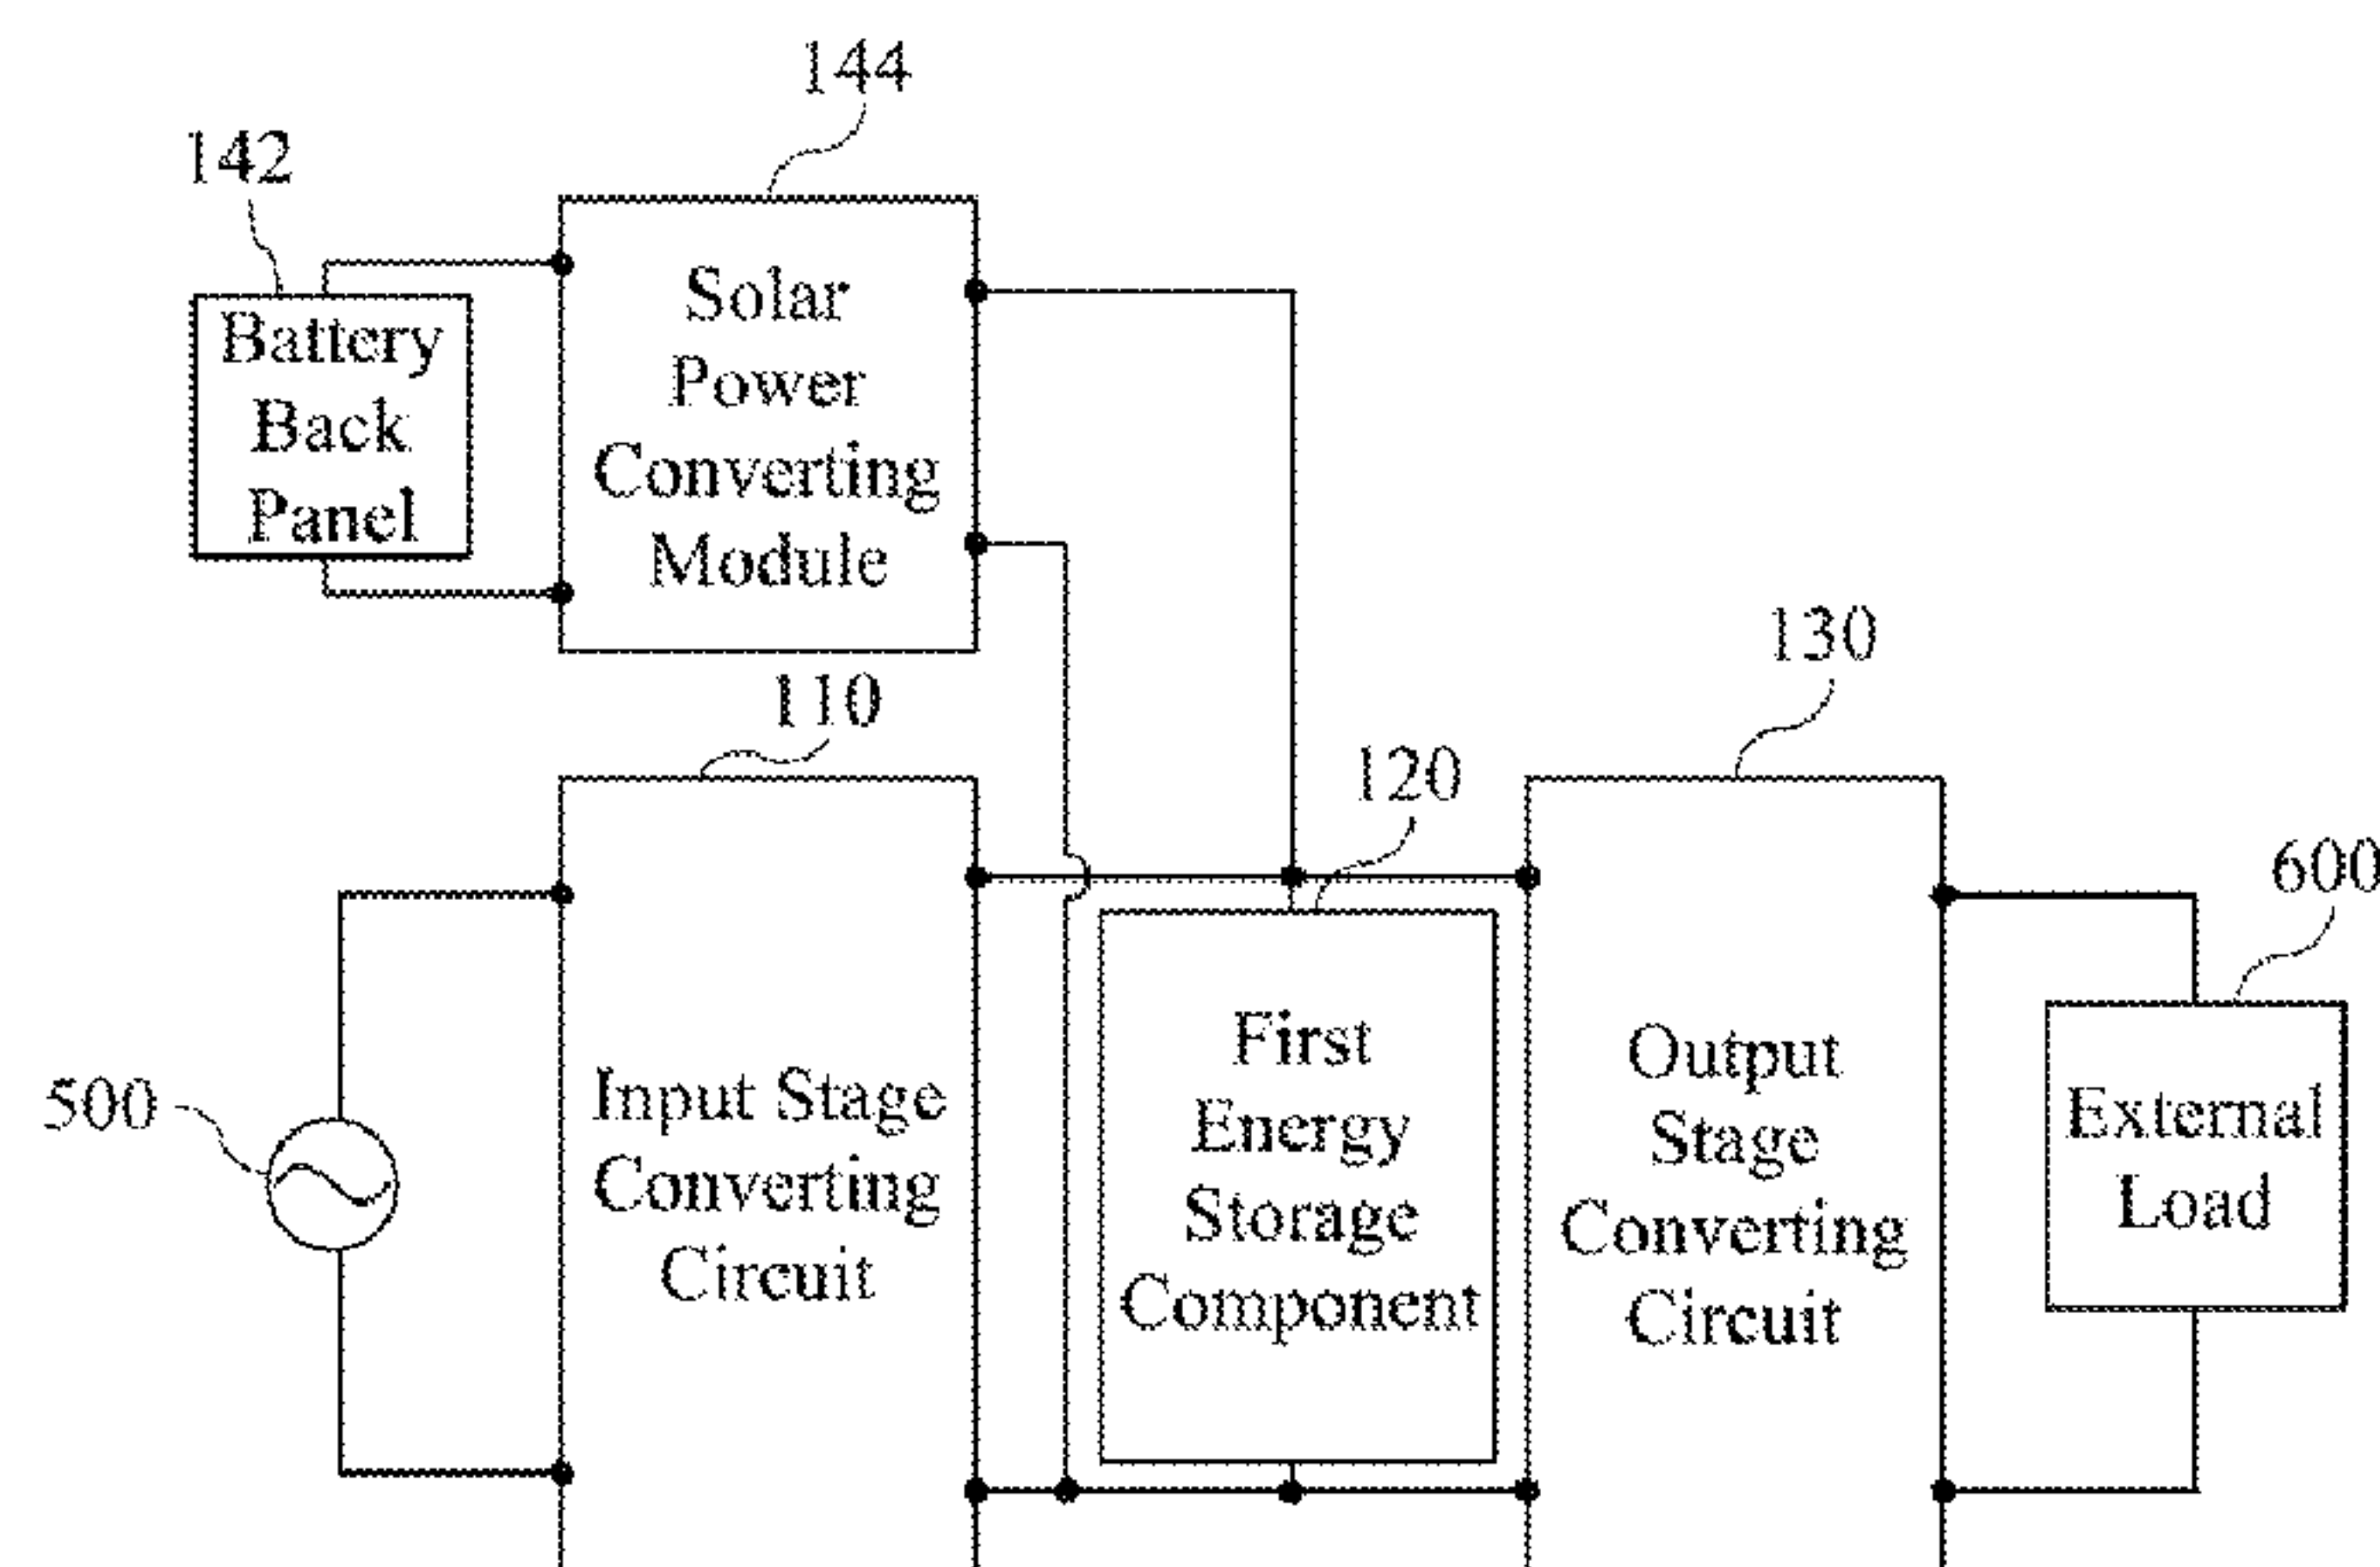 144
142
Battery
Back
Panel
Solar
Power
Converting
Module
110
130
120
600
500
Input Stage
Converting
Circuit
First
Energy
Storage
Component
Output
Stage
Converting
Circuit
External
Load